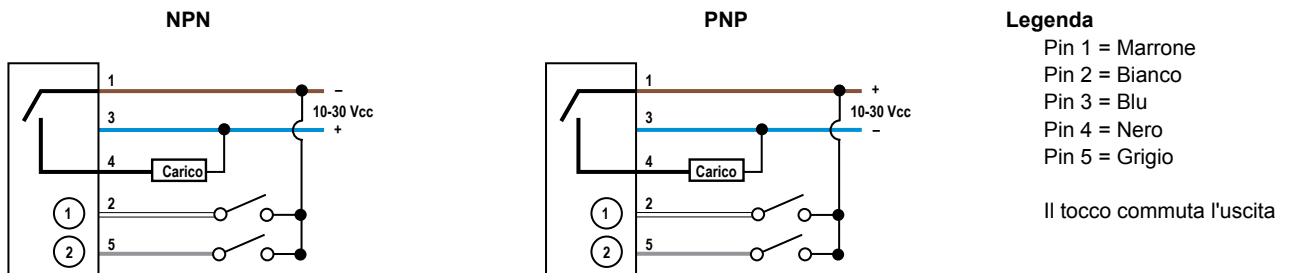 NPN
1
–
10-30 Vcc
3
+
4
Carico
1
2
2
5
PNP
1
+
10-30 Vcc
3
–
4
Carico
1
2
2
5
Legenda
Pin 1 = Marrone
Pin 2 = Bianco
Pin 3 = Blu
Pin 4 = Nero
Pin 5 = Grigio
Il tocco commuta l'uscita